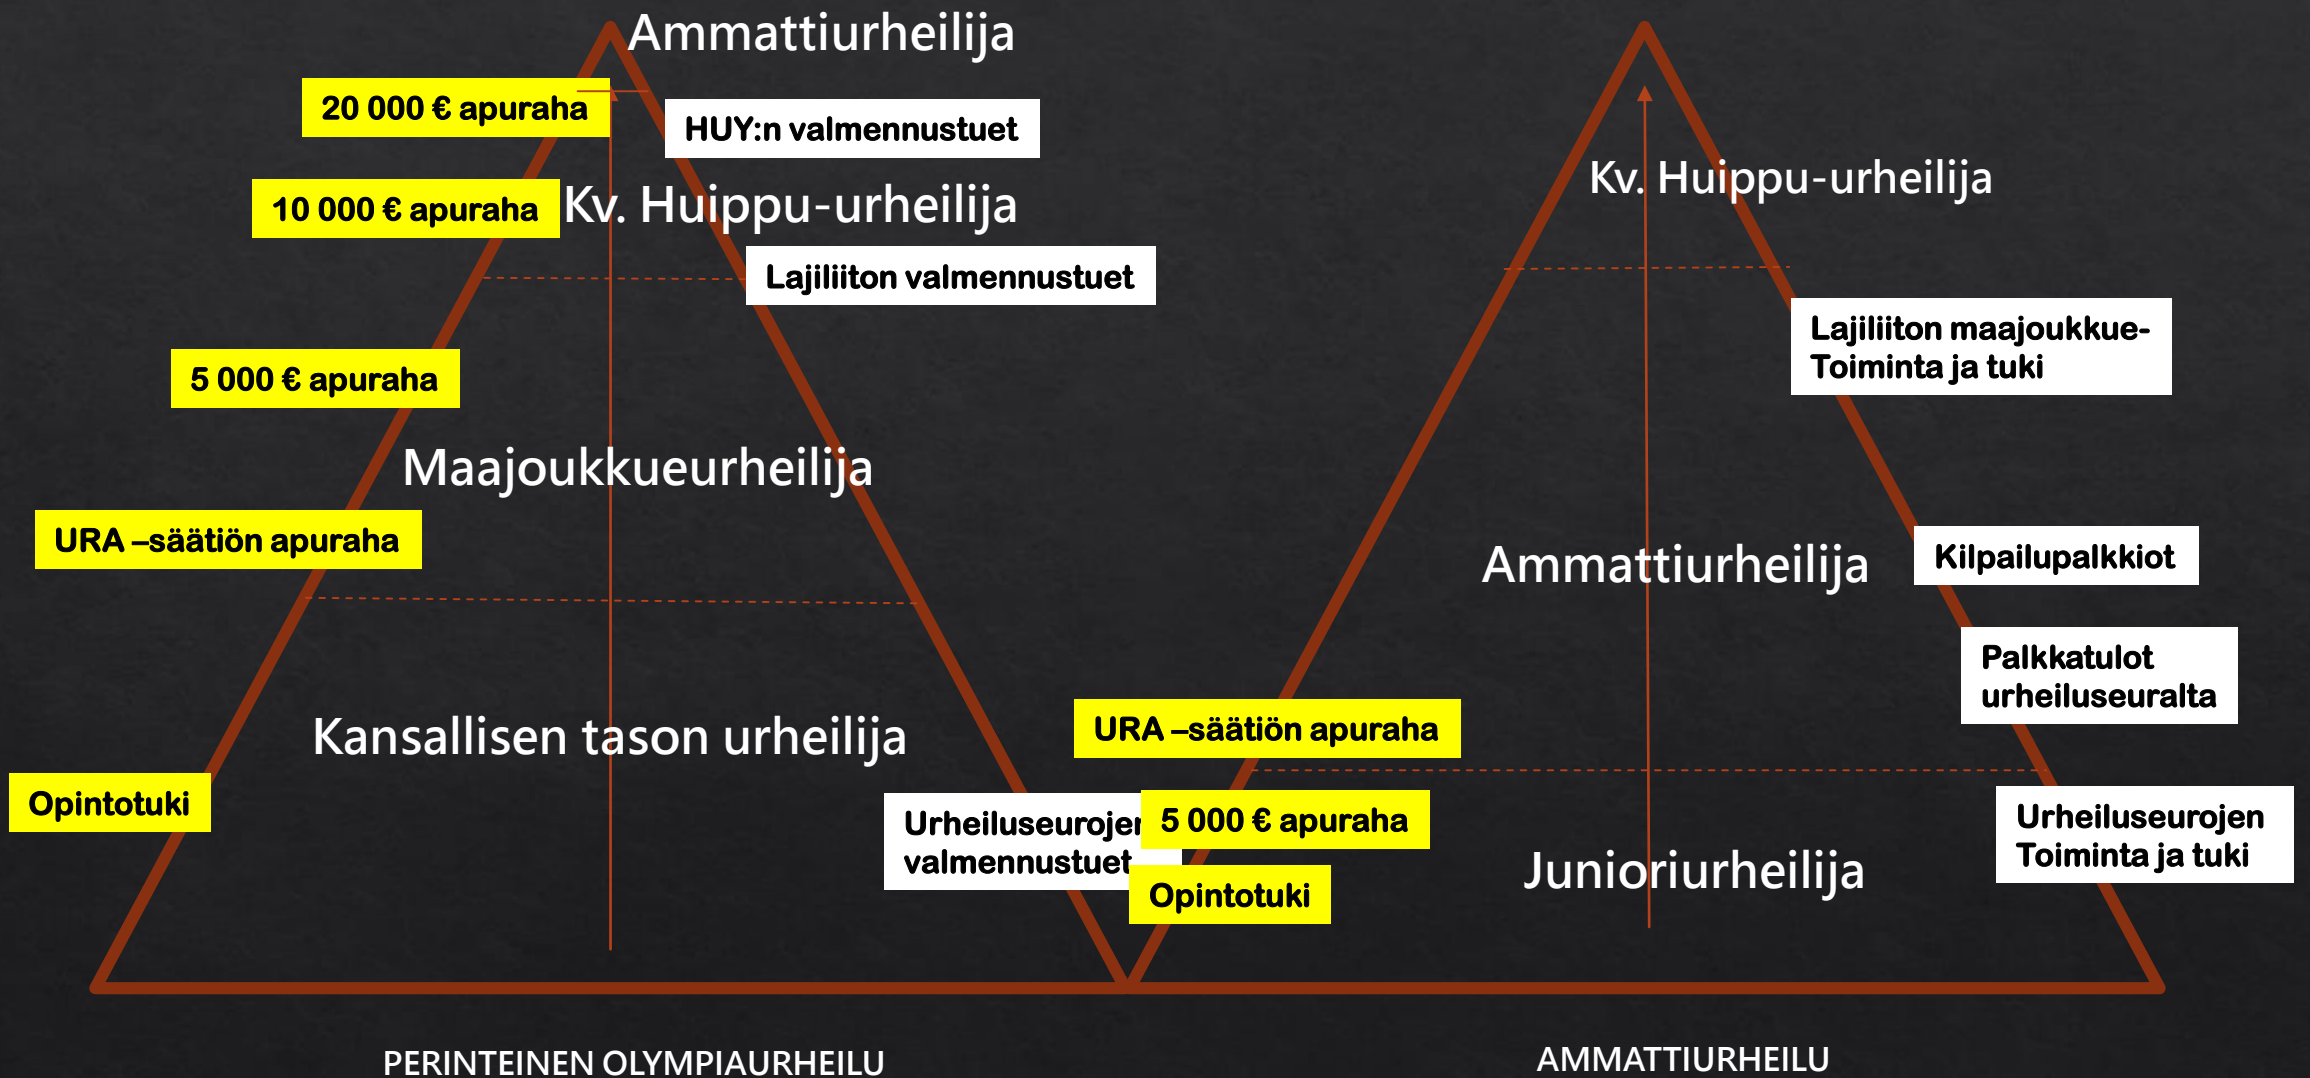 Ammattiurheilija
20 000 € apuraha
HUY:n valmennustuet
10 000 € apuraha
Kv. Huippu-urheilija
Lajiliiton valmennustuet
5 000 € apuraha
Maajoukkueurheilija
URA –säätiön apuraha
Kansallisen tason urheilija
Opintotuki
Urheiluseurojen
valmennustuet
PERINTEINEN OLYMPIAURHEILU
Kv. Huippu-urheilija
Lajiliiton maajoukkue-
Toiminta ja tuki
Ammattiurheilija
Kilpailupalkkiot
Palkkatulot
urheiluseuralta
URA –säätiön apuraha
5 000 € apuraha
Opintotuki
Junioriurheilija
Urheiluseurojen
Toiminta ja tuki
AMMATTIURHEILU